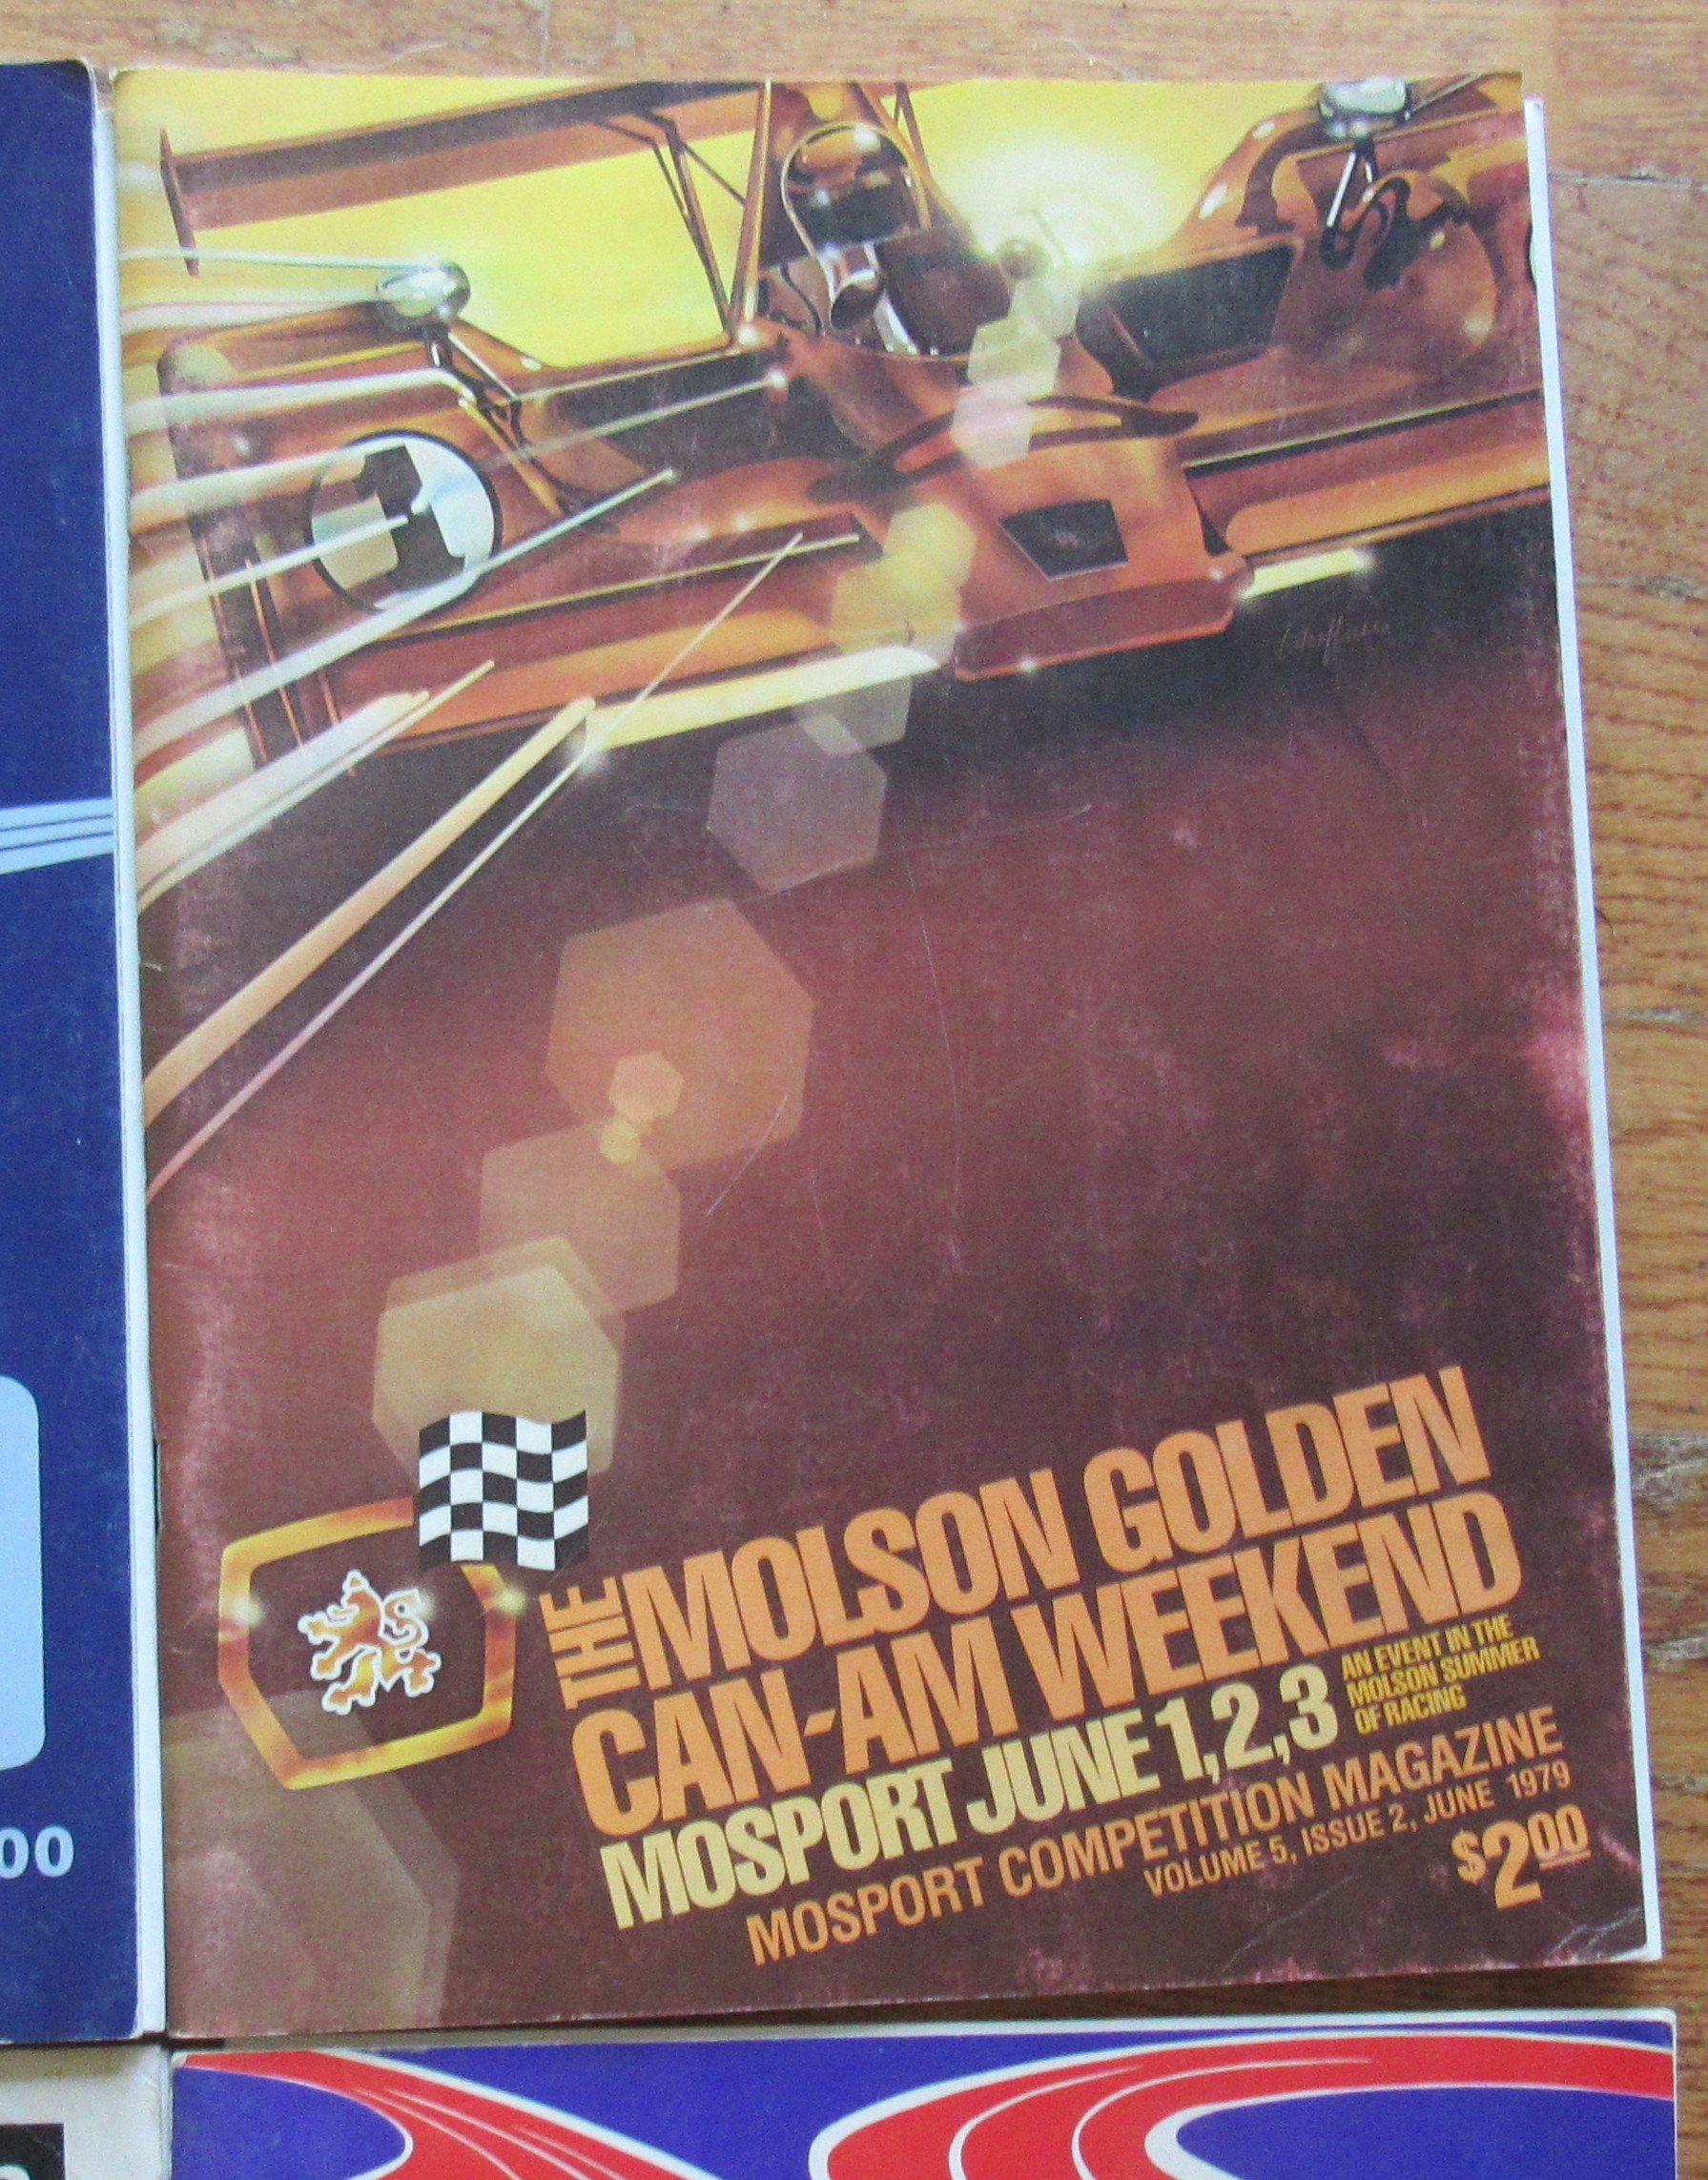 1
THE
MOLSON GOLDEN
CAN-AM WEEKEND
MOSPORT JUNE 1,2,3
AN EVENT IN THE
MOLSON SUMMER
OF RACING
MOSPORT COMPETITION MAGAZINE
VOLUME 5, ISSUE 2, JUNE 1979
$2.00
00